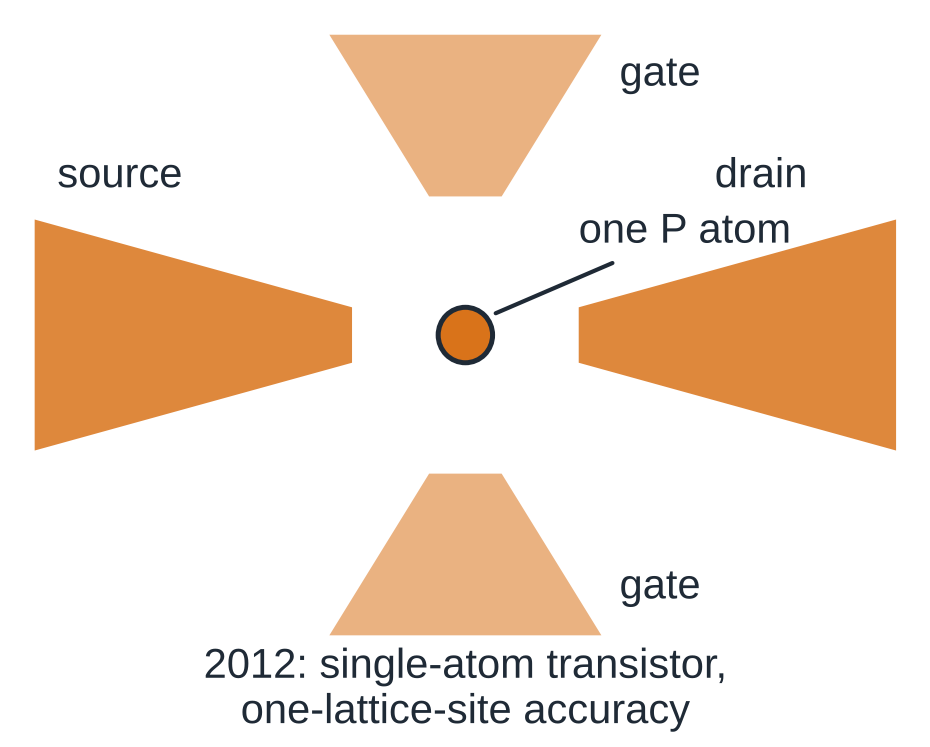 gate
source
drain
one P atom
gate
2012: single-atom transistor,
one-lattice-site accuracy